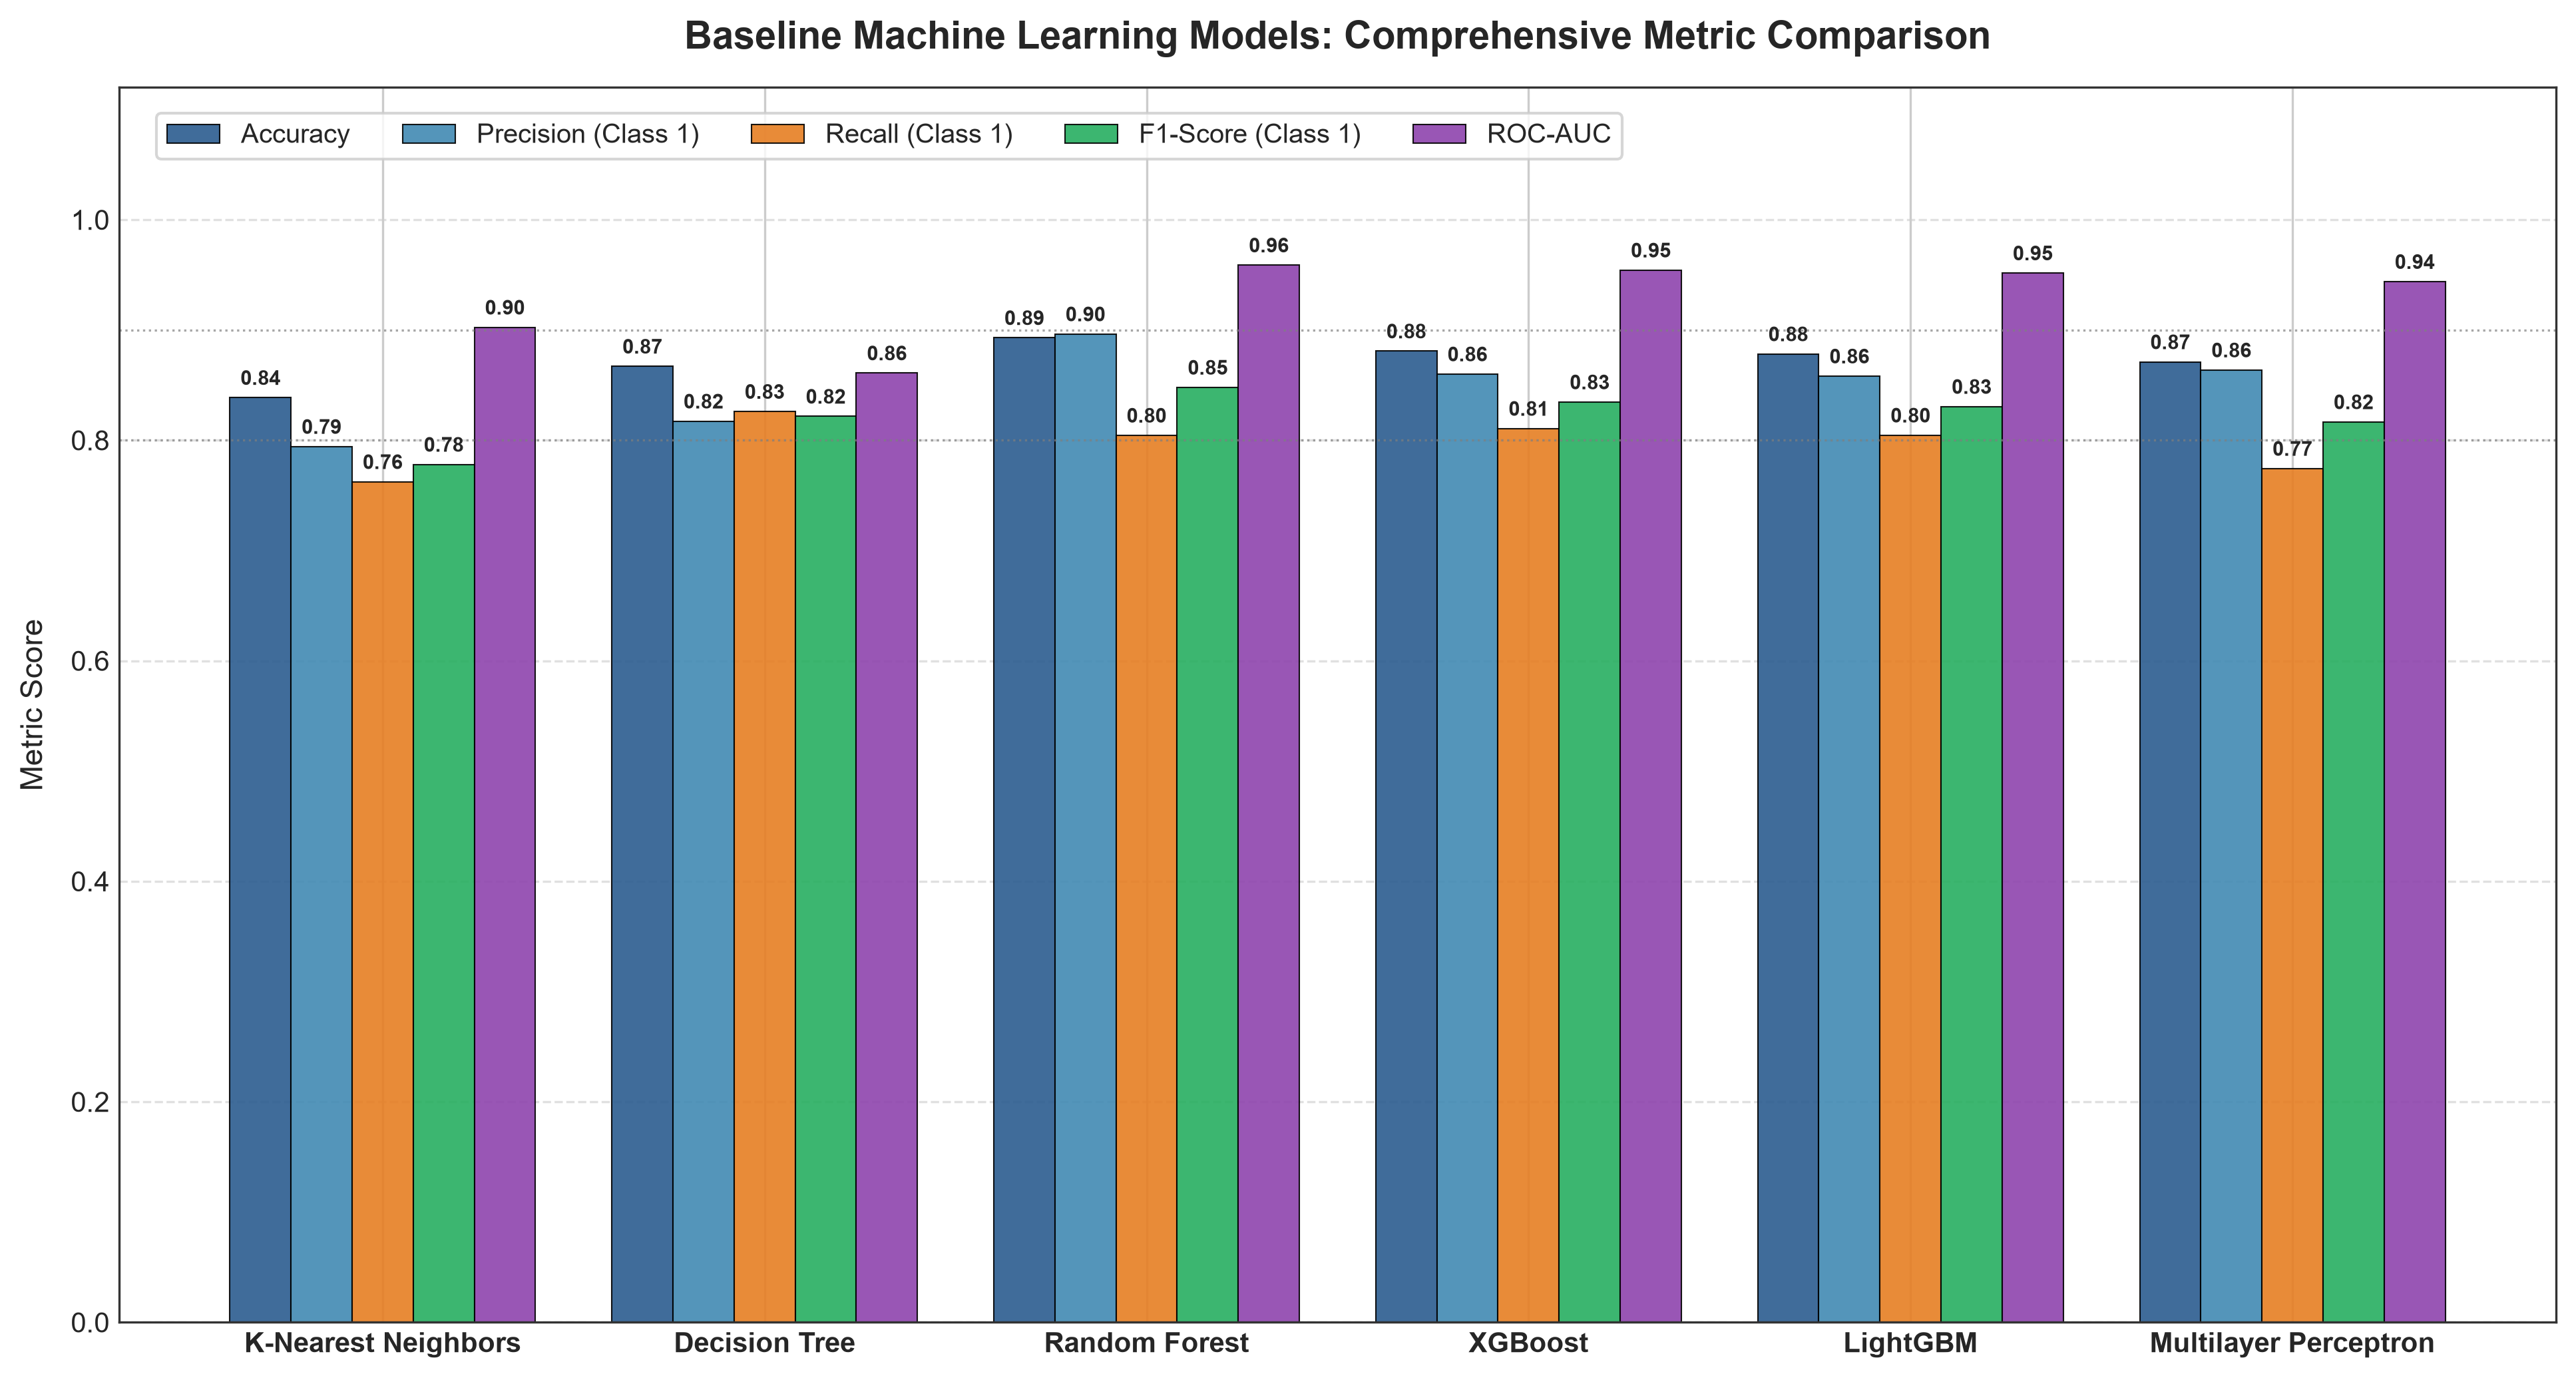 Baseline Machine Learning Models: Comprehensive Metric Comparison
Accuracy Precision (Class 1) Recall (Class 1) F1-Score (Class 1) ROC-AUC
Metric Score
1.0
0.8
0.6
0.4
0.2
0.0
0.84 0.79 0.76 0.78 0.90
0.87 0.82 0.83 0.82 0.86
0.89 0.90 0.80 0.85 0.96
0.88 0.86 0.81 0.83 0.95
0.88 0.86 0.80 0.83 0.95
0.87 0.86 0.77 0.82 0.94
K-Nearest Neighbors Decision Tree Random Forest XGBoost LightGBM Multilayer Perceptron